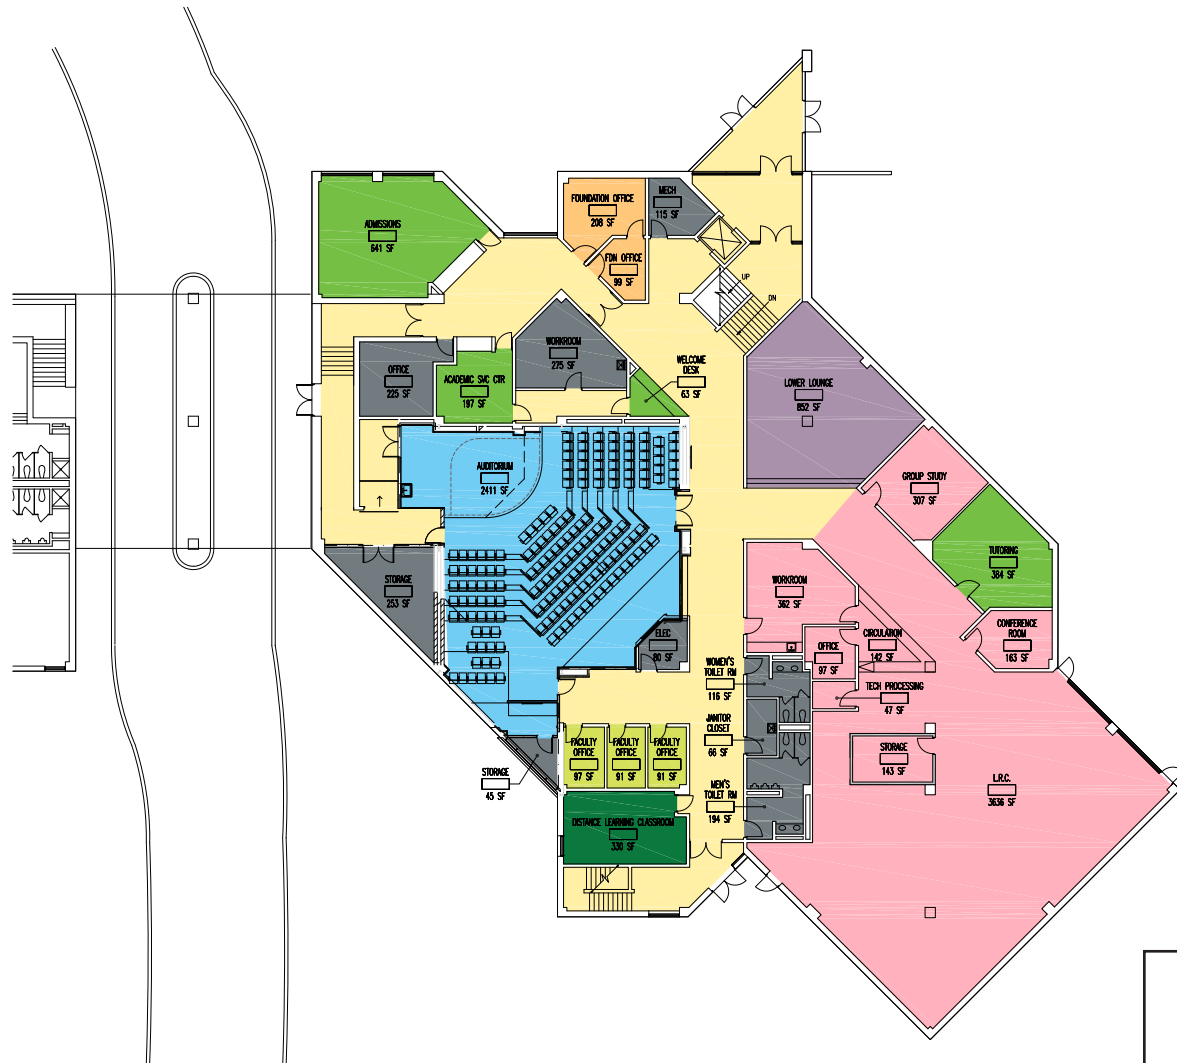 FOUNDATION OFFICE
208 SF
MECH
115 SF
ADMISSIONS
641 SF
FDN OFFICE
99 SF
UP
DN
WORKROOM
275 SF
OFFICE
225 SF
ACADEMIC SVC CTR
197 SF
WELCOME
DESK
63 SF
LOWER LOUNGE
852 SF
AUDITORIUM
2411 SF
GROUP STUDY
307 SF
TUTORING
384 SF
STORAGE
253 SF
WORKROOM
362 SF
ELEC
80 SF
OFFICE
97 SF
CIRCULATION
142 SF
CONFERENCE
ROOM
163 SF
WOMEN'S
TOILET RM
116 SF
TECH PROCESSING
47 SF
JANITOR
CLOSET
66 SF
FACULTY
OFFICE
97 SF
FACULTY
OFFICE
91 SF
FACULTY
OFFICE
91 SF
STORAGE
143 SF
STORAGE
45 SF
MEN'S
TOILET RM
194 SF
L.R.C.
3636 SF
DISTANCE LEARNING CLASSROOM
330 SF